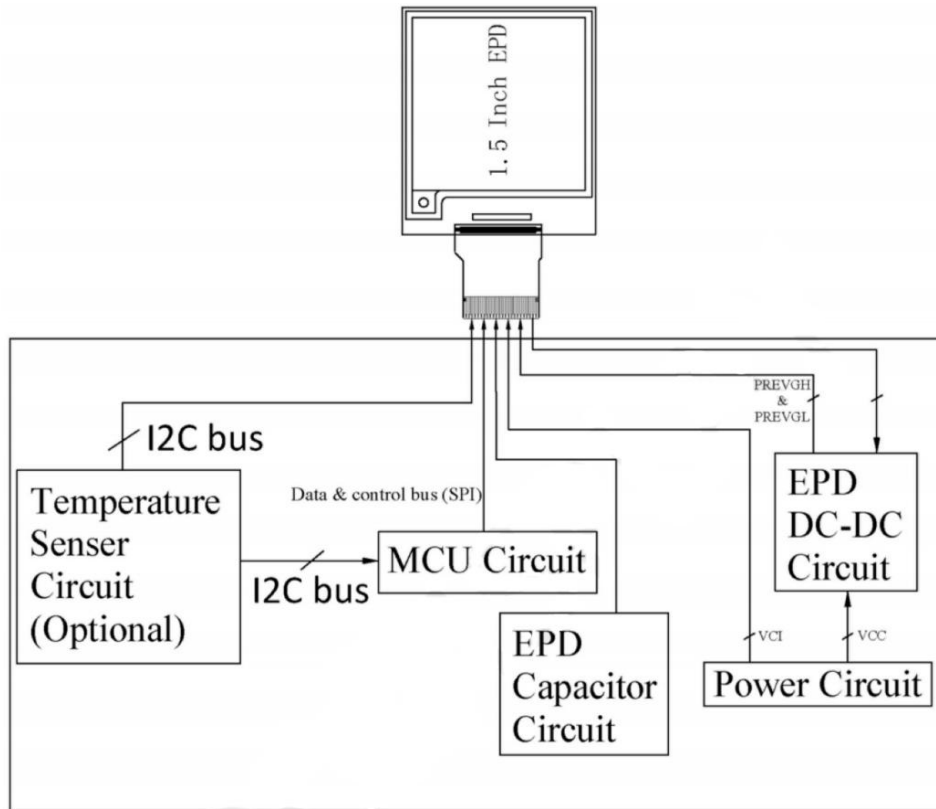 1.5 Inch EPD
PREVGH
&
PREVGL
I2C bus
Temperature
Senser
Circuit
(Optional)
Data & control bus (SPI)
MCU Circuit
I2C bus
EPD
DC-DC
Circuit
EPD
Capacitor
Circuit
VCI
VCC
Power Circuit